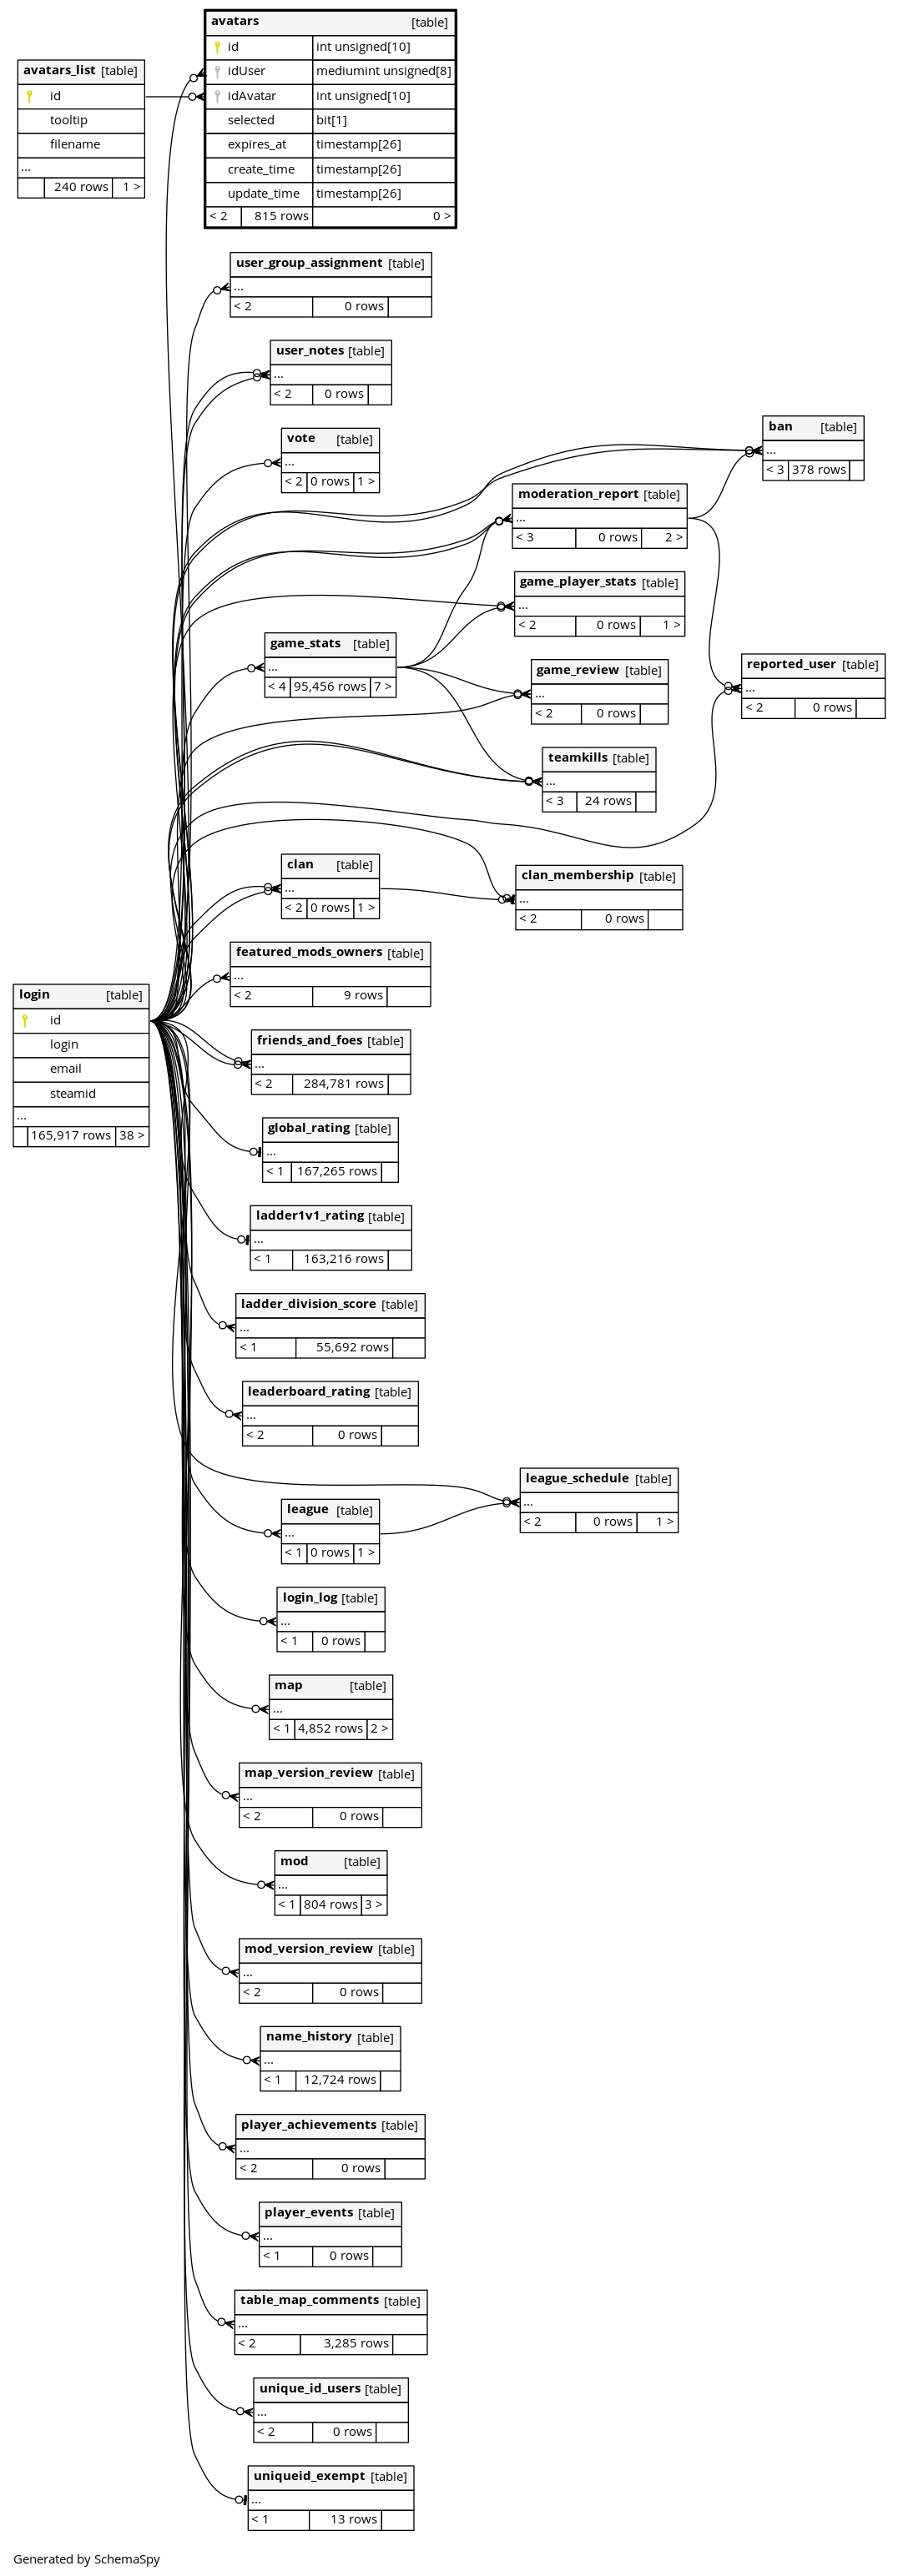 avatars [table]
id int unsigned[10]
idUser mediumint unsigned[8]
idAvatar int unsigned[10]
selected bit[1]
expires_at timestamp[26]
create_time timestamp[26]
update_time timestamp[26]
< 2 815 rows 0 >
avatars_list [table]
id
tooltip
filename
...
240 rows 1 >
user_group_assignment [table]
...
< 2 0 rows
user_notes [table]
...
< 2 0 rows
vote [table]
...
< 2 0 rows 1 >
ban [table]
...
< 3 378 rows
moderation_report [table]
...
< 3 0 rows 2 >
game_player_stats [table]
...
< 2 0 rows 1 >
game_stats [table]
...
< 4 95,456 rows 7 >
game_review [table]
...
< 2 0 rows
reported_user [table]
...
< 2 0 rows
teamkills [table]
...
< 3 24 rows
clan [table]
...
< 2 0 rows 1 >
clan_membership [table]
...
< 2 0 rows
featured_mods_owners [table]
...
< 2 9 rows
login [table]
id
login
email
steamid
...
165,917 rows 38 >
friends_and_foes [table]
...
< 2 284,781 rows
global_rating [table]
...
< 1 167,265 rows
ladder1v1_rating [table]
...
< 1 163,216 rows
ladder_division_score [table]
...
< 1 55,692 rows
leaderboard_rating [table]
...
< 2 0 rows
league_schedule [table]
...
< 2 0 rows 1 >
league [table]
...
< 1 0 rows 1 >
login_log [table]
...
< 1 0 rows
map [table]
...
< 1 4,852 rows 2 >
map_version_review [table]
...
< 2 0 rows
mod [table]
...
< 1 804 rows 3 >
mod_version_review [table]
...
< 2 0 rows
name_history [table]
...
< 1 12,724 rows
player_achievements [table]
...
< 2 0 rows
player_events [table]
...
< 1 0 rows
table_map_comments [table]
...
< 2 3,285 rows
unique_id_users [table]
...
< 2 0 rows
uniqueid_exempt [table]
...
< 1 13 rows
Generated by SchemaSpy